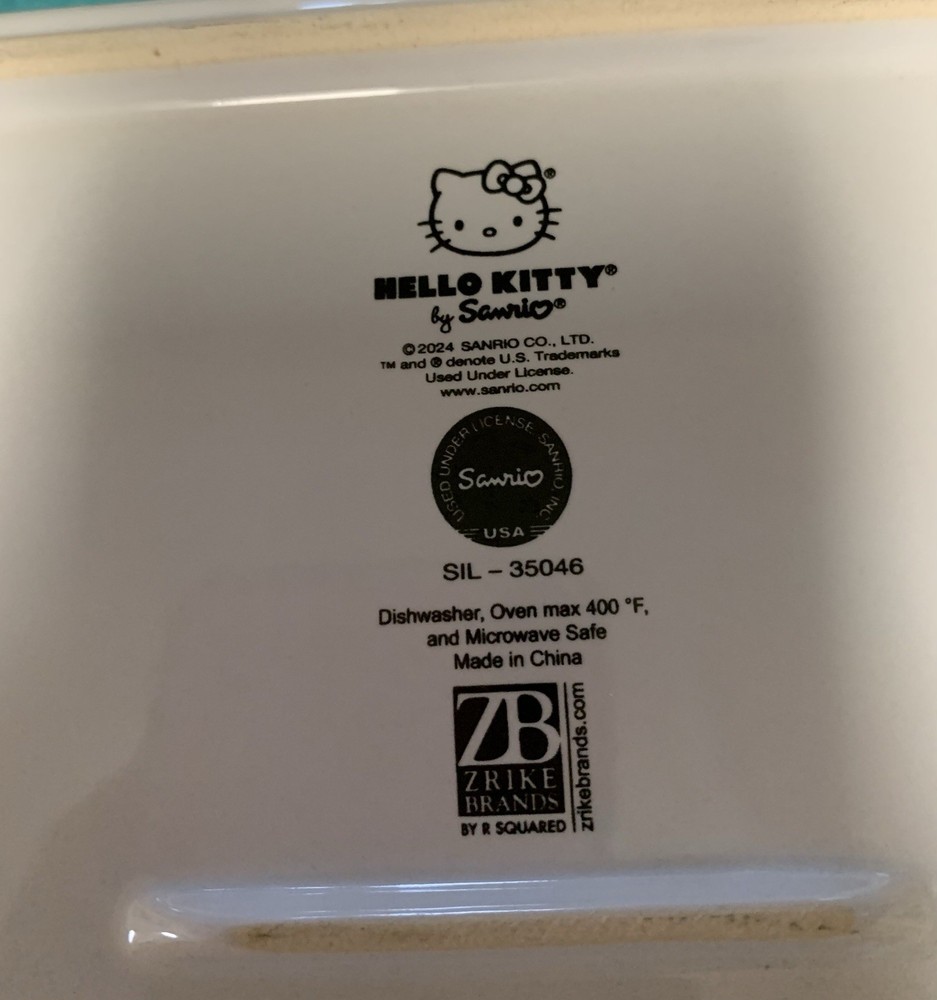 ®
HELLO KITTY®
by Sanrio®
©2024 SANRIO CO., LTD.
™ and ® denote U.S. Trademarks
Used Under License.
www.sanrio.com
USED UNDER LICENSE, SANRIO, INC.
Sanrio
USA
SIL – 35046
Dishwasher, Oven max 400 °F,
and Microwave Safe
Made in China
ZB
ZRIKE
BRANDS
BY R SQUARED
zrikebrands.com